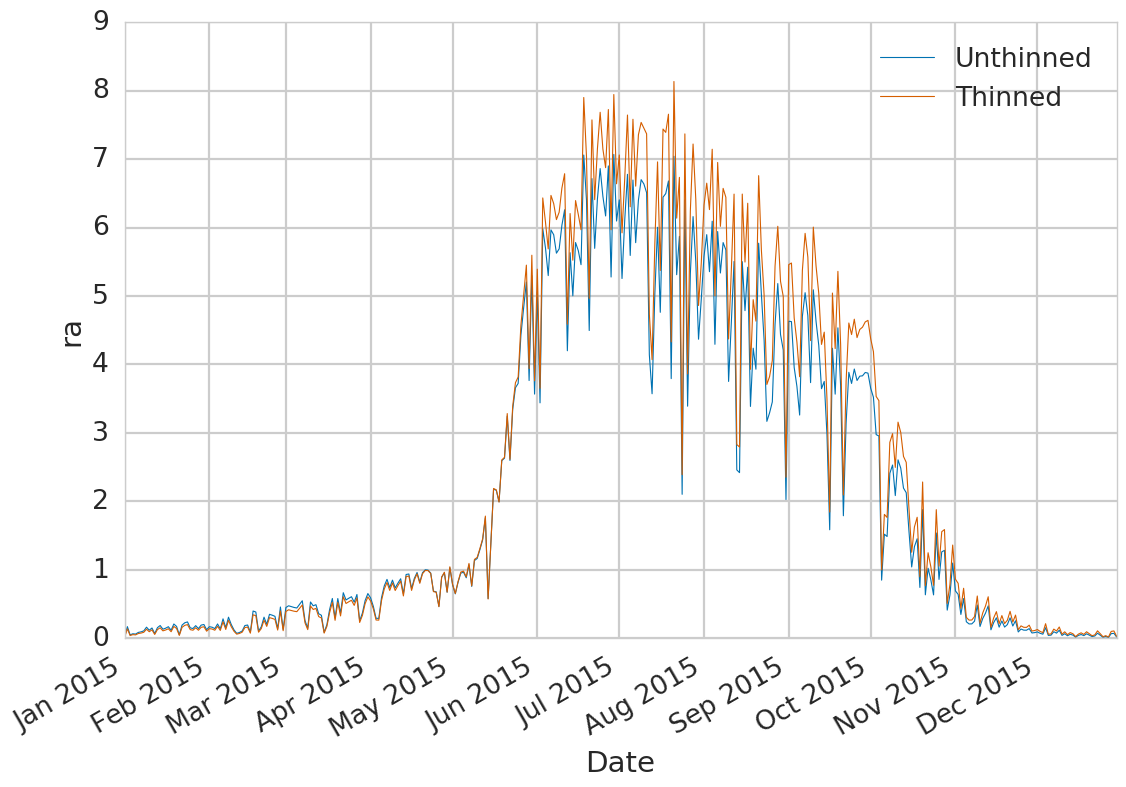 9
8
7
6
5
4
3
2
1
0
ra
Unthinned
Thinned
Jan 2015
Feb 2015
Mar 2015
Apr 2015
May 2015
Jun 2015
Jul 2015
Aug 2015
Sep 2015
Oct 2015
Nov 2015
Dec 2015
Date